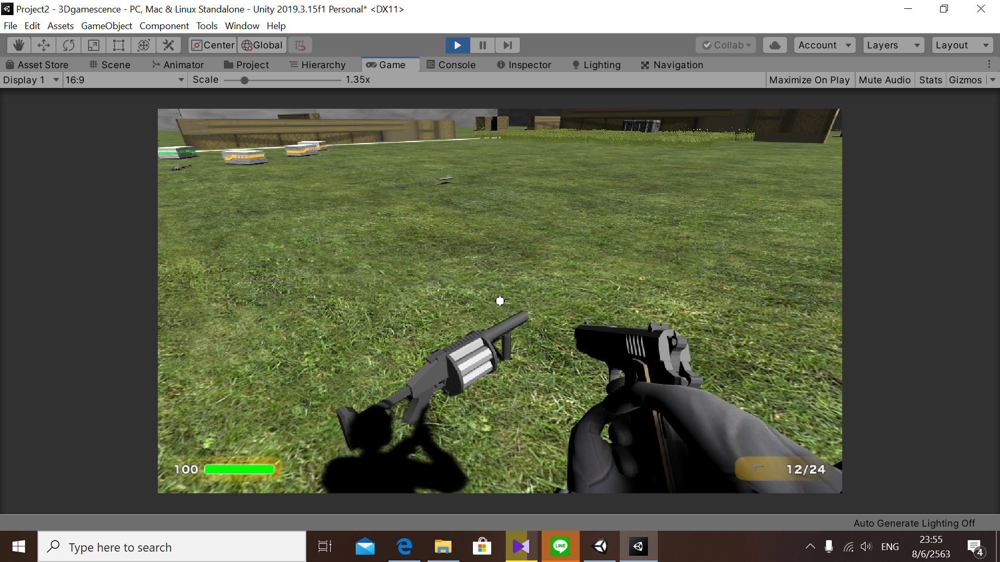 Project2 - 3Dgamescence - PC, Mac & Linux Standalone - Unity 2019.3.15f1 Personal* <DX11>
File Edit Assets GameObject Component Tools Window Help
Center Global Collab Account Layers Layout
Asset Store Scene Animator Project Hierarchy Game Console Inspector Lighting Navigation
Display 1 16:9 Scale 1.35x Maximize On Play Mute Audio Stats Gizmos
100 12/24
Auto Generate Lighting Off
Type here to search
LINE
ENG
23:55
8/6/2563
4